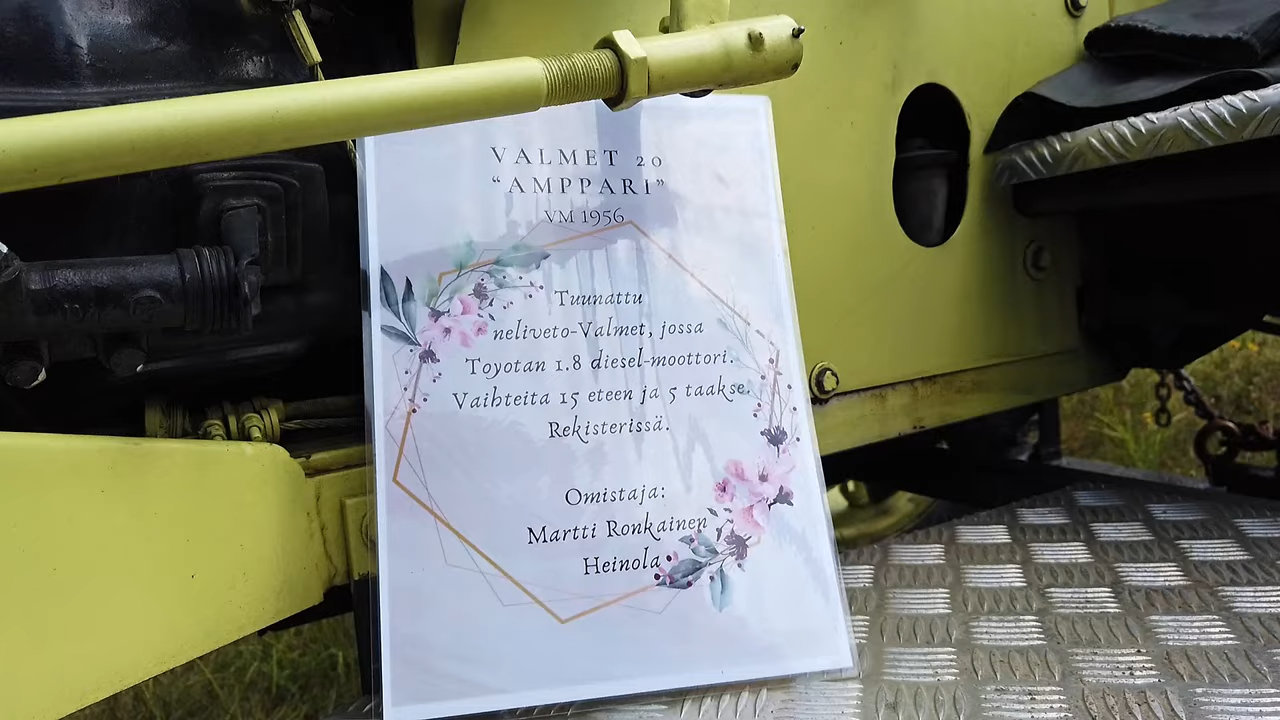 VALMET 20
“AMPPARI”
VM 1956
Tuunattu
neliveto-Valmet, jossa
Toyotan 1.8 diesel-moottori.
Vaihteita 15 eteen ja 5 taakse.
Rekisterissä.
Omistaja:
Martti Ronkainen
Heinola